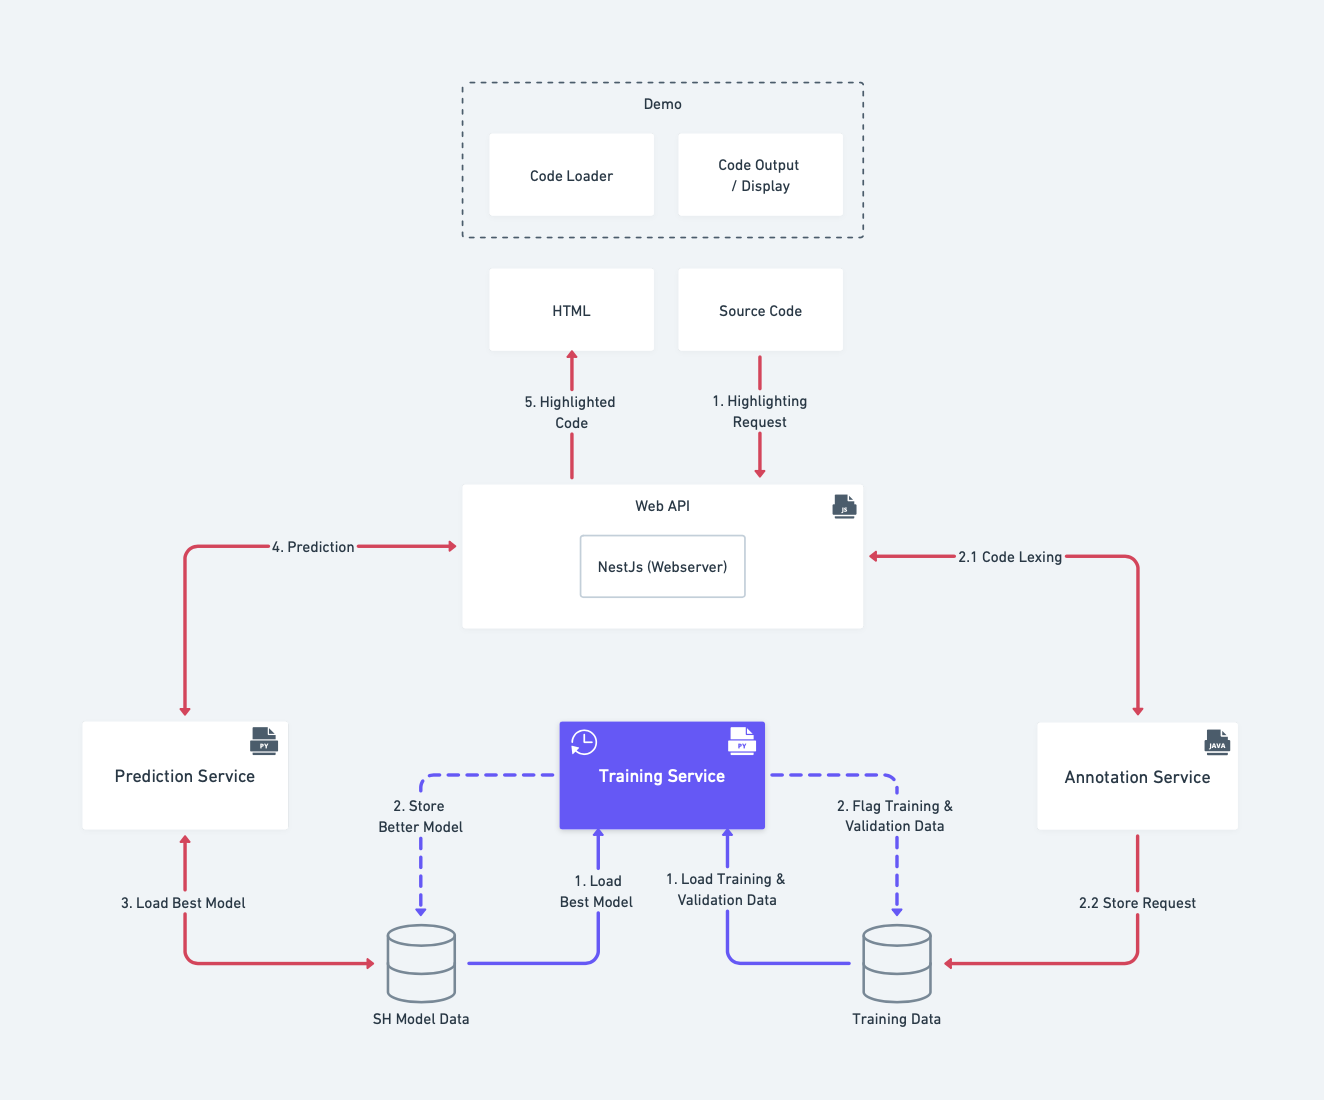 Demo
Code Loader
Code Output
/ Display
HTML
Source Code
5. Highlighted
Code
1. Highlighting
Request
Web API
JS
NestJs (Webserver)
4. Prediction
2.1 Code Lexing
PY
Prediction Service
PY
Training Service
JAVA
Annotation Service
2. Store
Better Model
2. Flag Training &
Validation Data
1. Load
Best Model
1. Load Training &
Validation Data
3. Load Best Model
2.2 Store Request
SH Model Data
Training Data